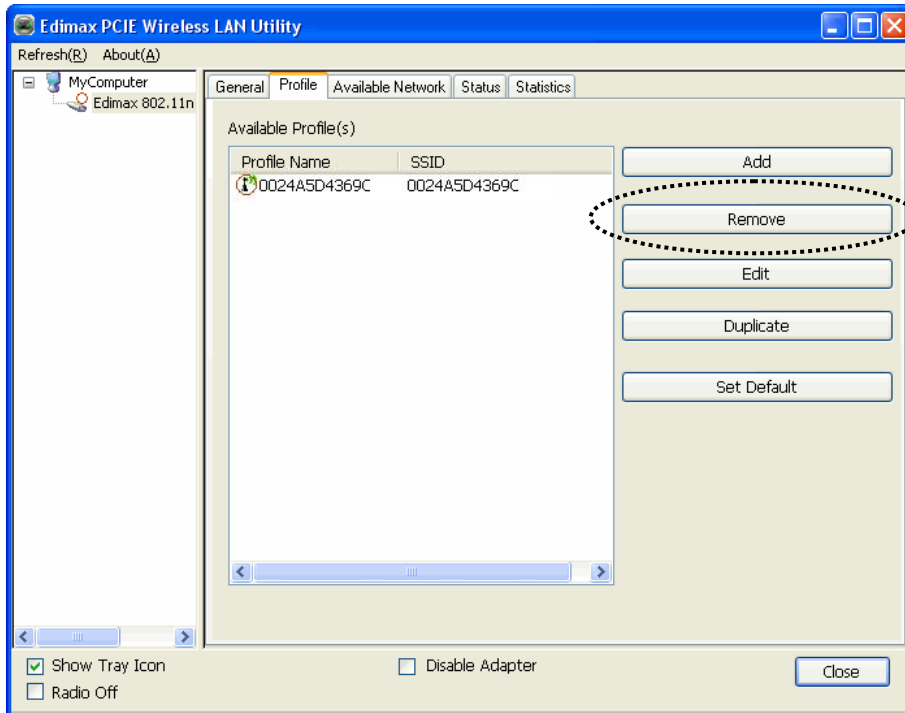 Edimax PCIE Wireless LAN Utility
Refresh(R) About(A)
MyComputer
Edimax 802.11n
General Profile Available Network Status Statistics
Available Profile(s)
Profile Name SSID
0024A5D4369C 0024A5D4369C
Add
Remove
Edit
Duplicate
Set Default
Show Tray Icon
Radio Off
Disable Adapter
Close